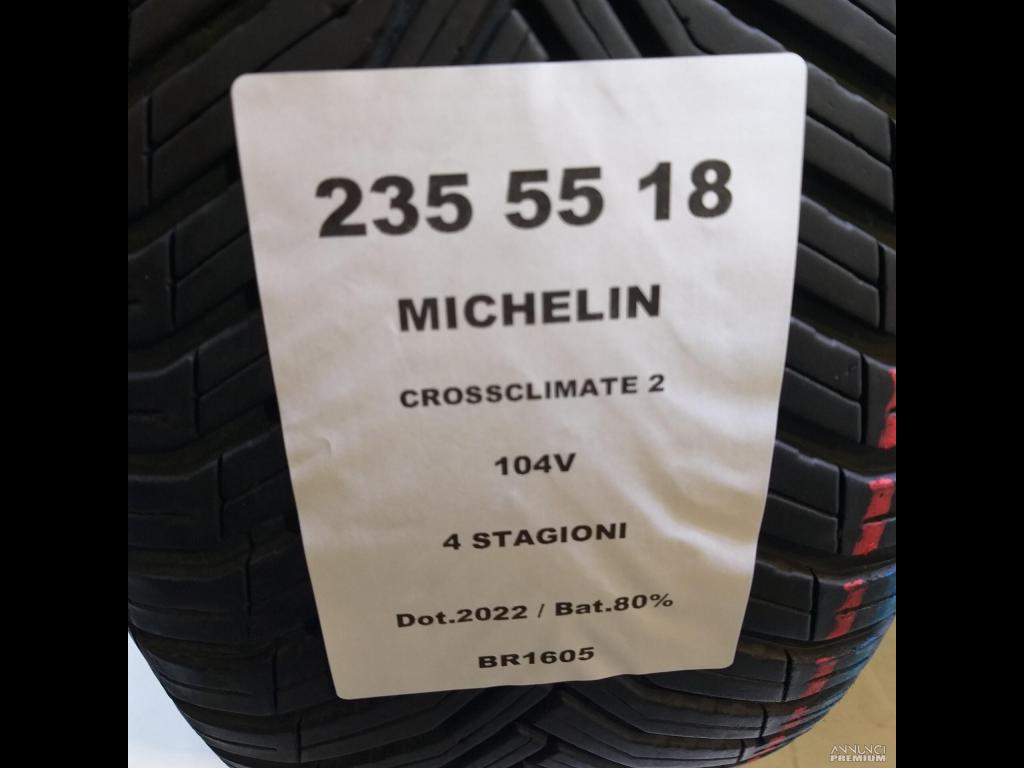 235 55 18
MICHELIN
CROSSCLIMATE 2
104V
4 STAGIONI
Dot.2022 / Bat.80%
BR1605
ANNUNCI
PREMIUM